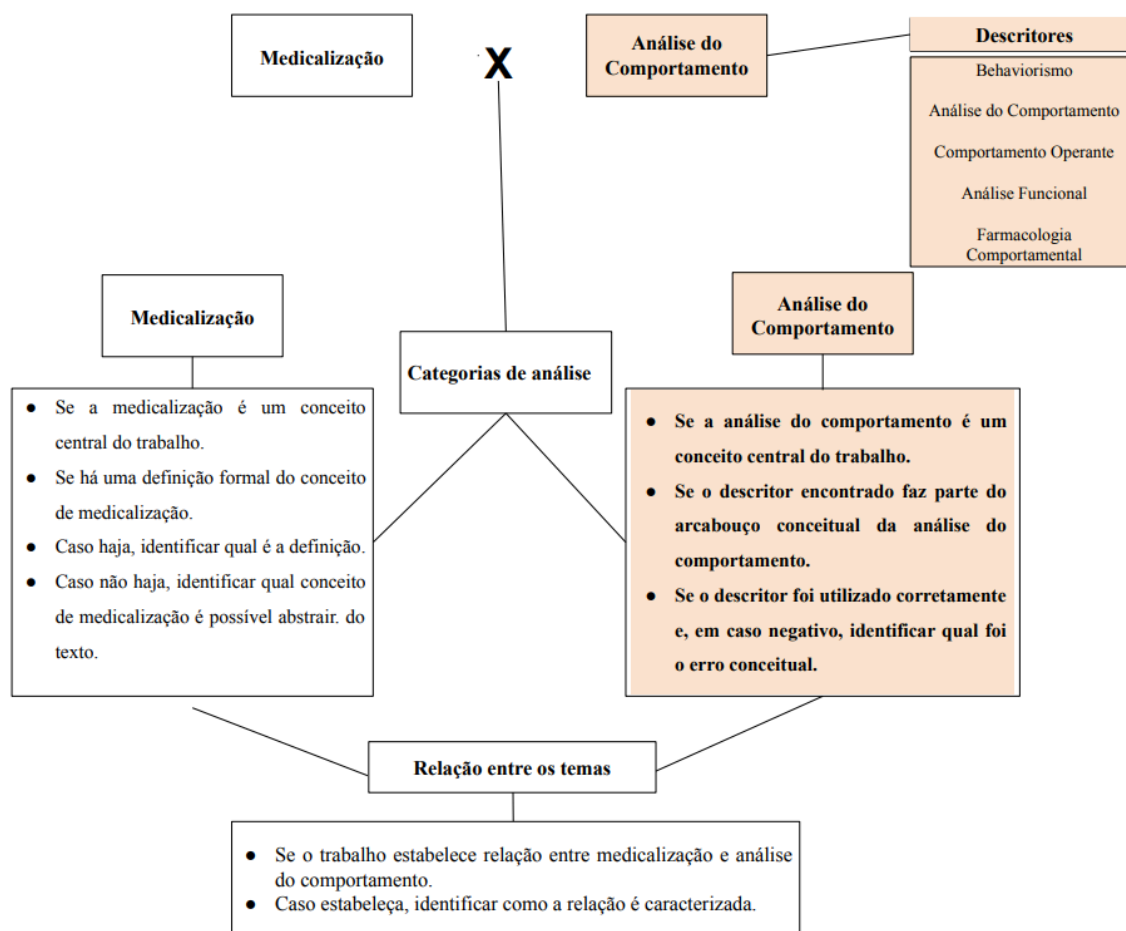 Medicalização
X
Análise do
Comportamento
Descritores
Behaviorismo
Análise do Comportamento
Comportamento Operante
Análise Funcional
Farmacologia
Comportamental
Medicalização
Categorias de análise
Análise do
Comportamento
● Se a medicalização é um conceito
central do trabalho.
● Se há uma definição formal do conceito
de medicalização.
● Caso haja, identificar qual é a definição.
● Caso não haja, identificar qual conceito
de medicalização é possível abstrair. do
texto.
● Se a análise do comportamento é um
conceito central do trabalho.
● Se o descritor encontrado faz parte do
arcabouço conceitual da análise do
comportamento.
● Se o descritor foi utilizado corretamente
e, em caso negativo, identificar qual foi
o erro conceitual.
Relação entre os temas
● Se o trabalho estabelece relação entre medicalização e análise
do comportamento.
● Caso estabeleça, identificar como a relação é caracterizada.